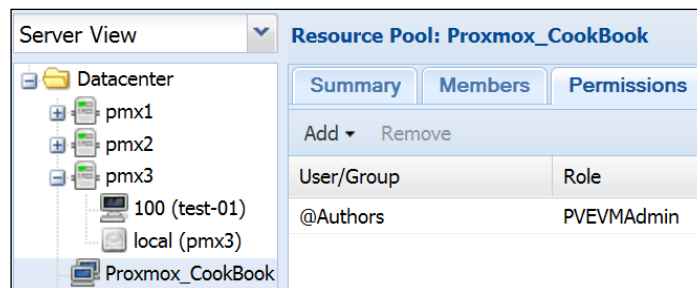 Server View
Datacenter
pmx1
pmx2
pmx3
100 (test-01)
local (pmx3)
Proxmox_CookBook
Resource Pool: Proxmox_CookBook
Summary Members Permissions
Add Remove
User/Group Role
@Authors PVEVMAdmin